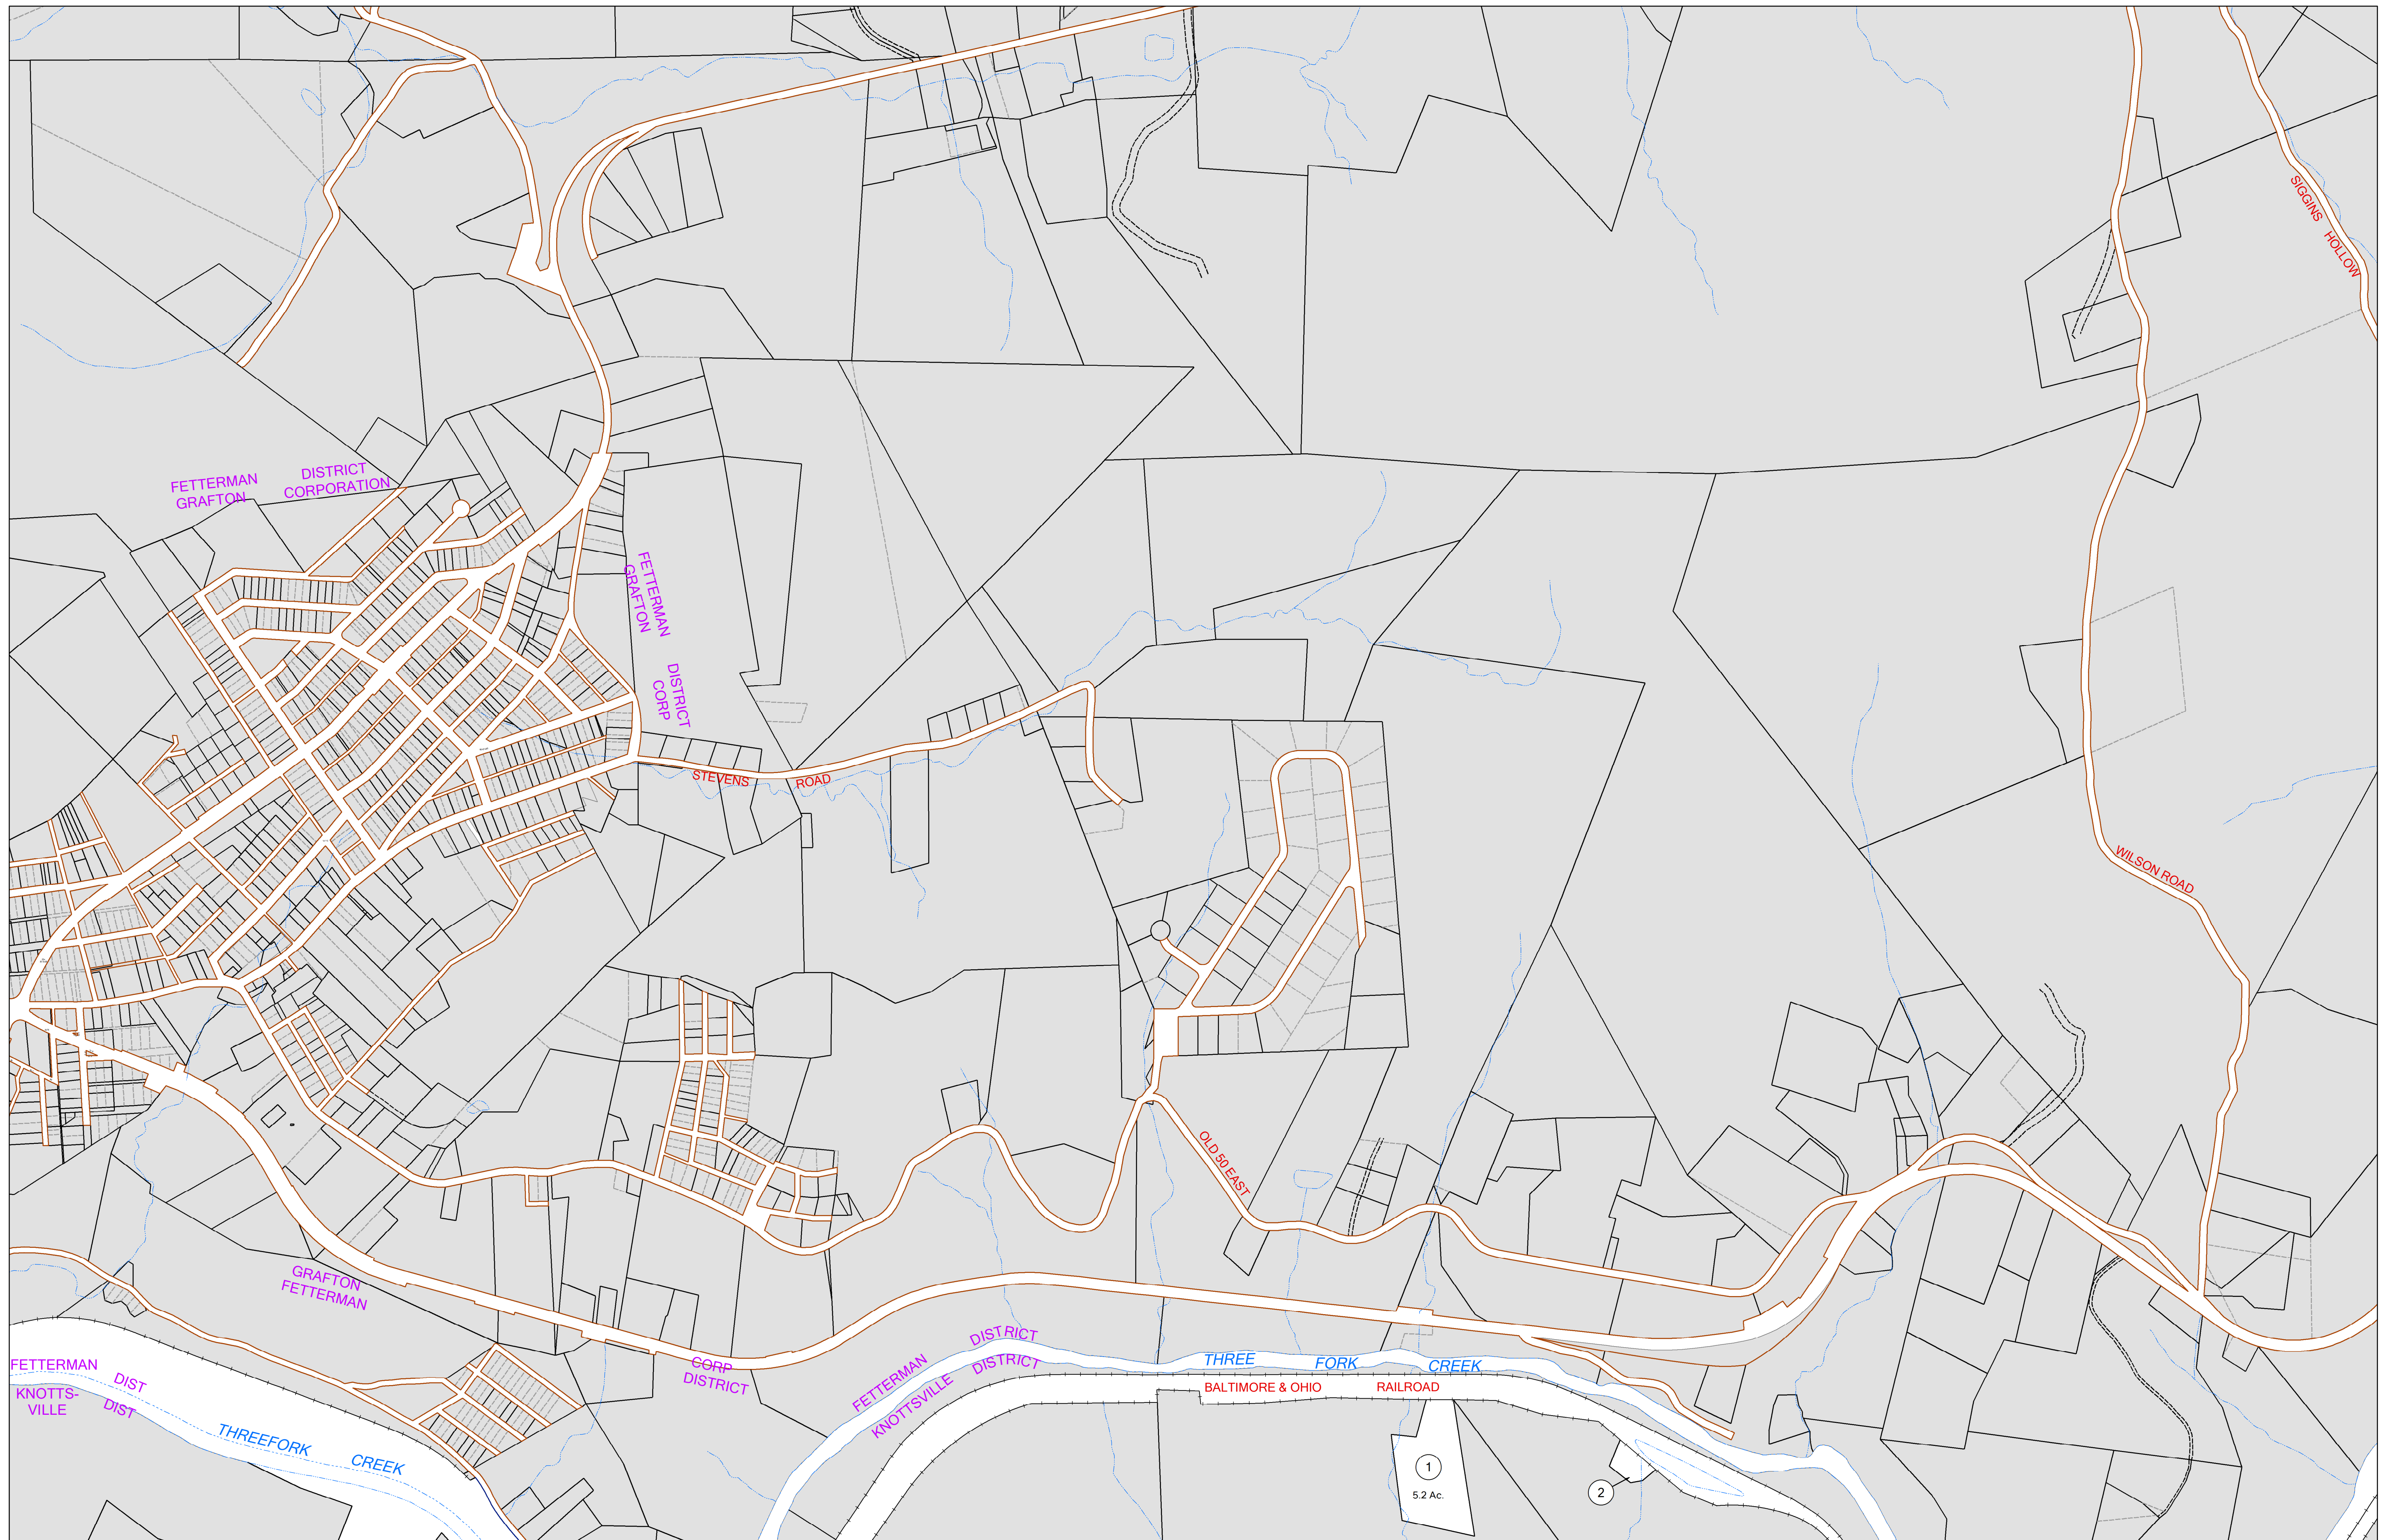 SIGGINS HOLLOW
FETTERMAN DISTRICT
GRAFTON CORPORATION
FETTERMAN DISTRICT
GRAFTON CORP
STEVENS ROAD
WILSON ROAD
OLD 50 EAST
GRAFTON CORP
FETTERMAN DISTRICT
FETTERMAN DIST
KNOTTS-
VILLE DIST
FETTERMAN DISTRICT
KNOTTSVILLE DISTRICT
THREE FORK CREEK
BALTIMORE & OHIO RAILROAD
THREEFORK CREEK
1
5.2 Ac.
2